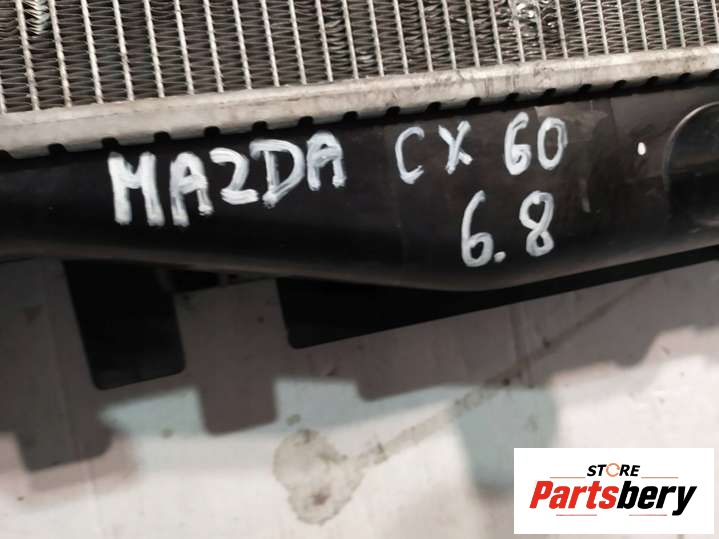 MAZDA CX 60
6.8
STORE
Partsbery